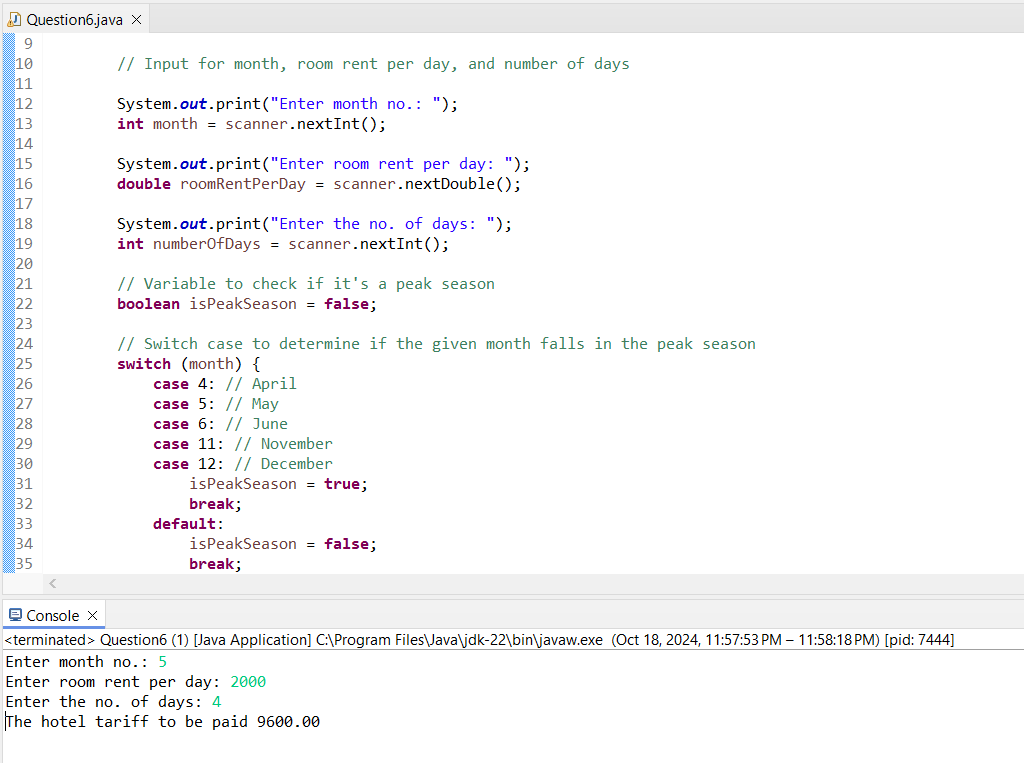 Question6.java
9
10 // Input for month, room rent per day, and number of days
11
12 System.out.print("Enter month no.: ");
13 int month = scanner.nextInt();
14
15 System.out.print("Enter room rent per day: ");
16 double roomRentPerDay = scanner.nextDouble();
17
18 System.out.print("Enter the no. of days: ");
19 int numberOfDays = scanner.nextInt();
20
21 // Variable to check if it's a peak season
22 boolean isPeakSeason = false;
23
24 // Switch case to determine if the given month falls in the peak season
25 switch (month) {
26 case 4: // April
27 case 5: // May
28 case 6: // June
29 case 11: // November
30 case 12: // December
31 isPeakSeason = true;
32 break;
33 default:
34 isPeakSeason = false;
35 break;
Console
<terminated> Question6 (1) [Java Application] C:\Program Files\Java\jdk-22\bin\javaw.exe (Oct 18, 2024, 11:57:53 PM – 11:58:18 PM) [pid: 7444]
Enter month no.: 5
Enter room rent per day: 2000
Enter the no. of days: 4
The hotel tariff to be paid 9600.00